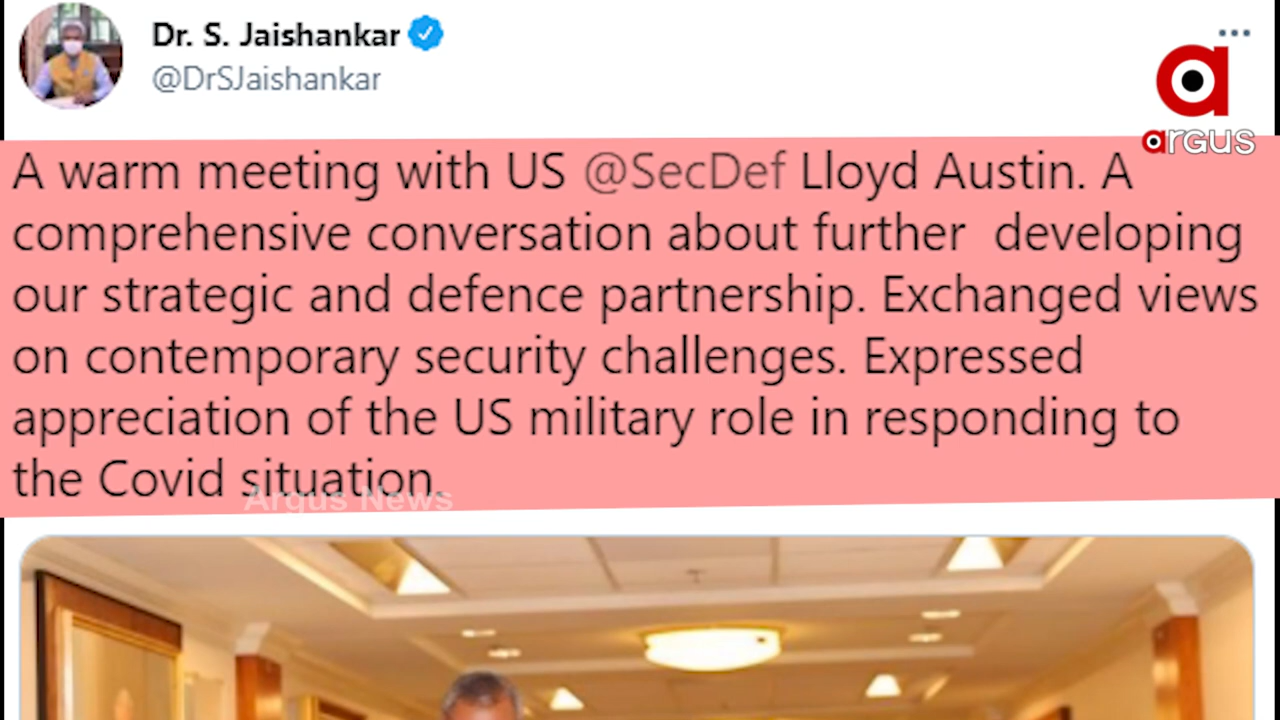 Dr. S. Jaishankar
@DrSJaishankar
argus
A warm meeting with US @SecDef Lloyd Austin. A
comprehensive conversation about further developing
our strategic and defence partnership. Exchanged views
on contemporary security challenges. Expressed
appreciation of the US military role in responding to
the Covid situation.
Argus News